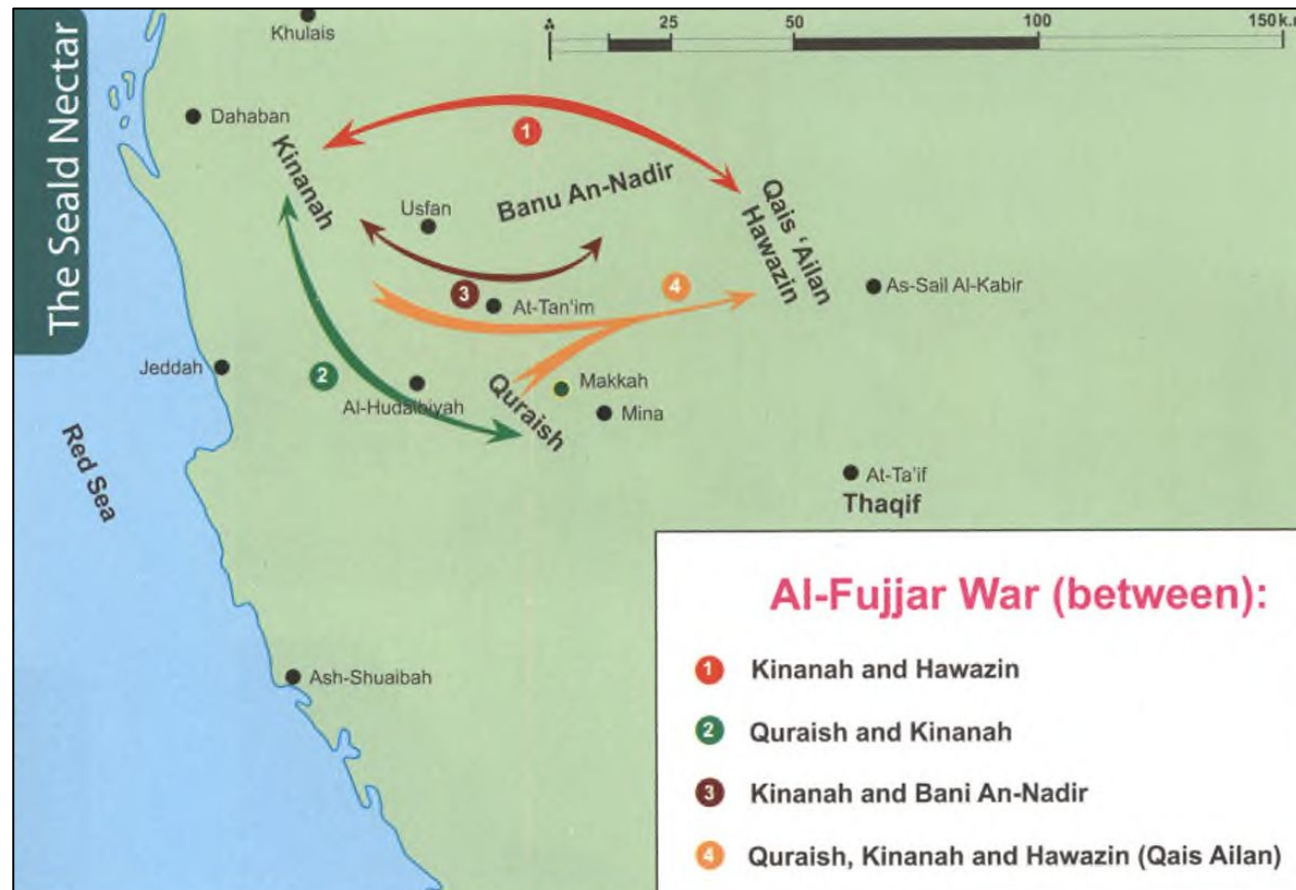 The Seald Nectar
Khulais
25
50
100
150 k.m
Dahaban
1
Kinanah
Banu An-Nadir
Usfan
Qais ‘Ailan
Hawazin
As-Sail Al-Kabir
3
At-Tan'im
4
Jeddah
2
Al-Hudaibiyah
Quraish
Makkah
Mina
Red Sea
At-Ta'if
Thaqif
Ash-Shuaibah
Al-Fujjar War (between):
1 Kinanah and Hawazin
2 Quraish and Kinanah
3 Kinanah and Bani An-Nadir
4 Quraish, Kinanah and Hawazin (Qais Ailan)